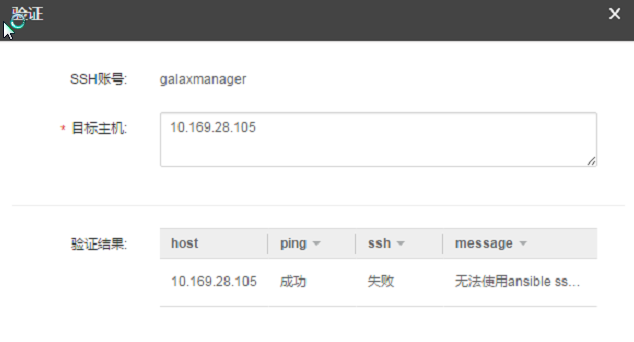 验证
SSH账号: galaxmanager
* 目标主机: 10.169.28.105
验证结果: host ping ssh message
10.169.28.105 成功 失败 无法使用ansible ss...